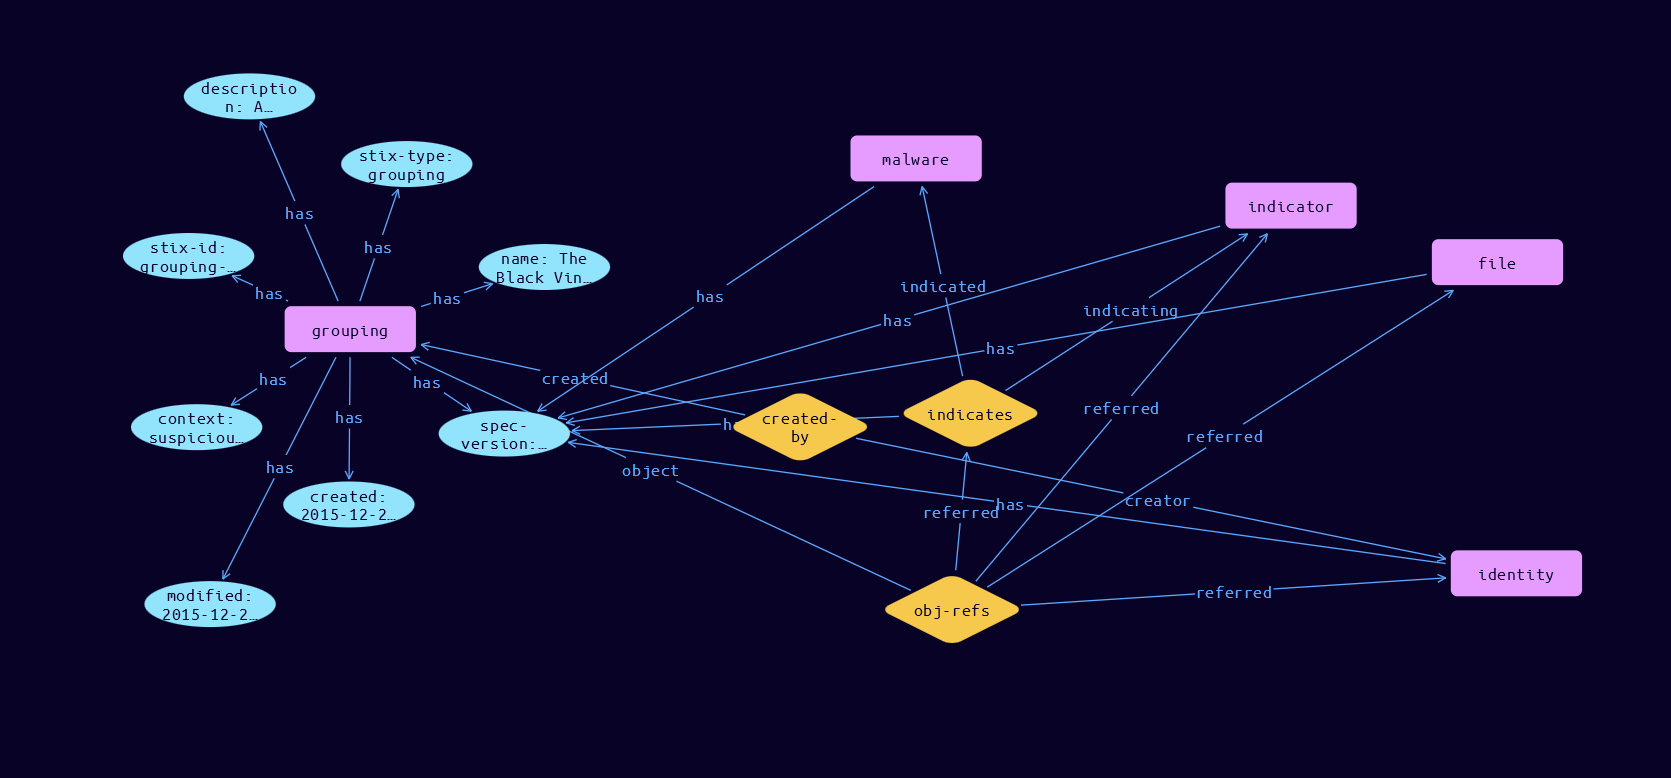 descriptio
n: A…
stix-type:
grouping
malware
indicator
has
stix-id:
grouping-…
has
name: The
Black Vin…
file
has
has
indicated
has
indicating
has
grouping
has
has
created
has
has
referred
indicates
context:
suspiciou…
has
spec-
version:…
created-
by
referred
has
object
created:
2015-12-2…
referred
has
creator
modified:
2015-12-2…
obj-refs
referred
identity